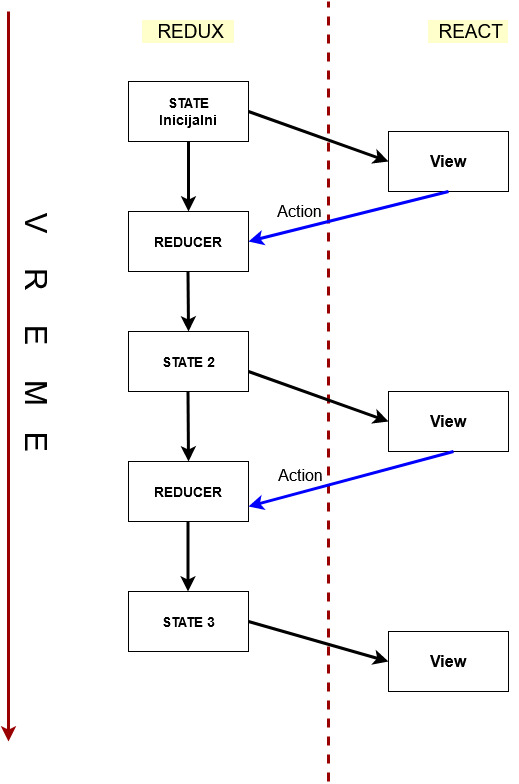 REDUX
REACT
STATE
Inicijalni
View
Action
REDUCER
V R E M E
STATE 2
View
Action
REDUCER
STATE 3
View